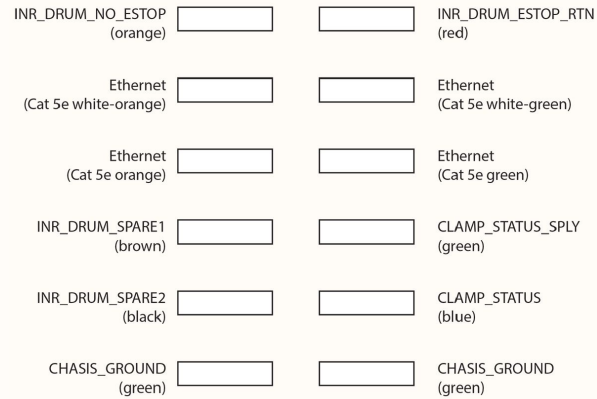 INR_DRUM_NO_ESTOP
(orange)
INR_DRUM_ESTOP_RTN
(red)
Ethernet
(Cat 5e white-orange)
Ethernet
(Cat 5e white-green)
Ethernet
(Cat 5e orange)
Ethernet
(Cat 5e green)
INR_DRUM_SPARE1
(brown)
CLAMP_STATUS_SPLY
(green)
INR_DRUM_SPARE2
(black)
CLAMP_STATUS
(blue)
CHASIS_GROUND
(green)
CHASIS_GROUND
(green)